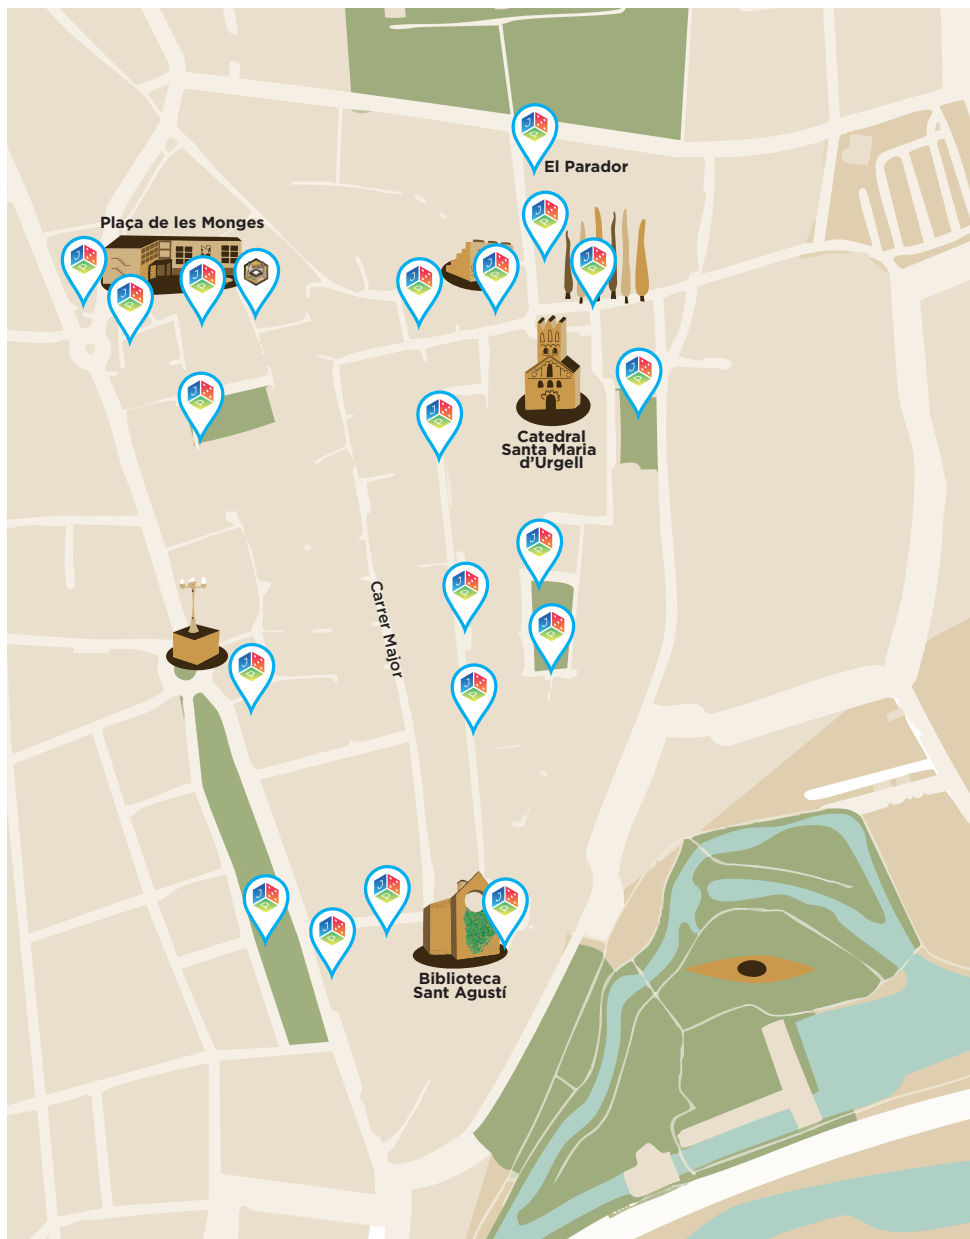 El Parador
Plaça de les Monges
Catedral
Santa Maria
d'Urgell
Carrer Major
Biblioteca
Sant Agustí